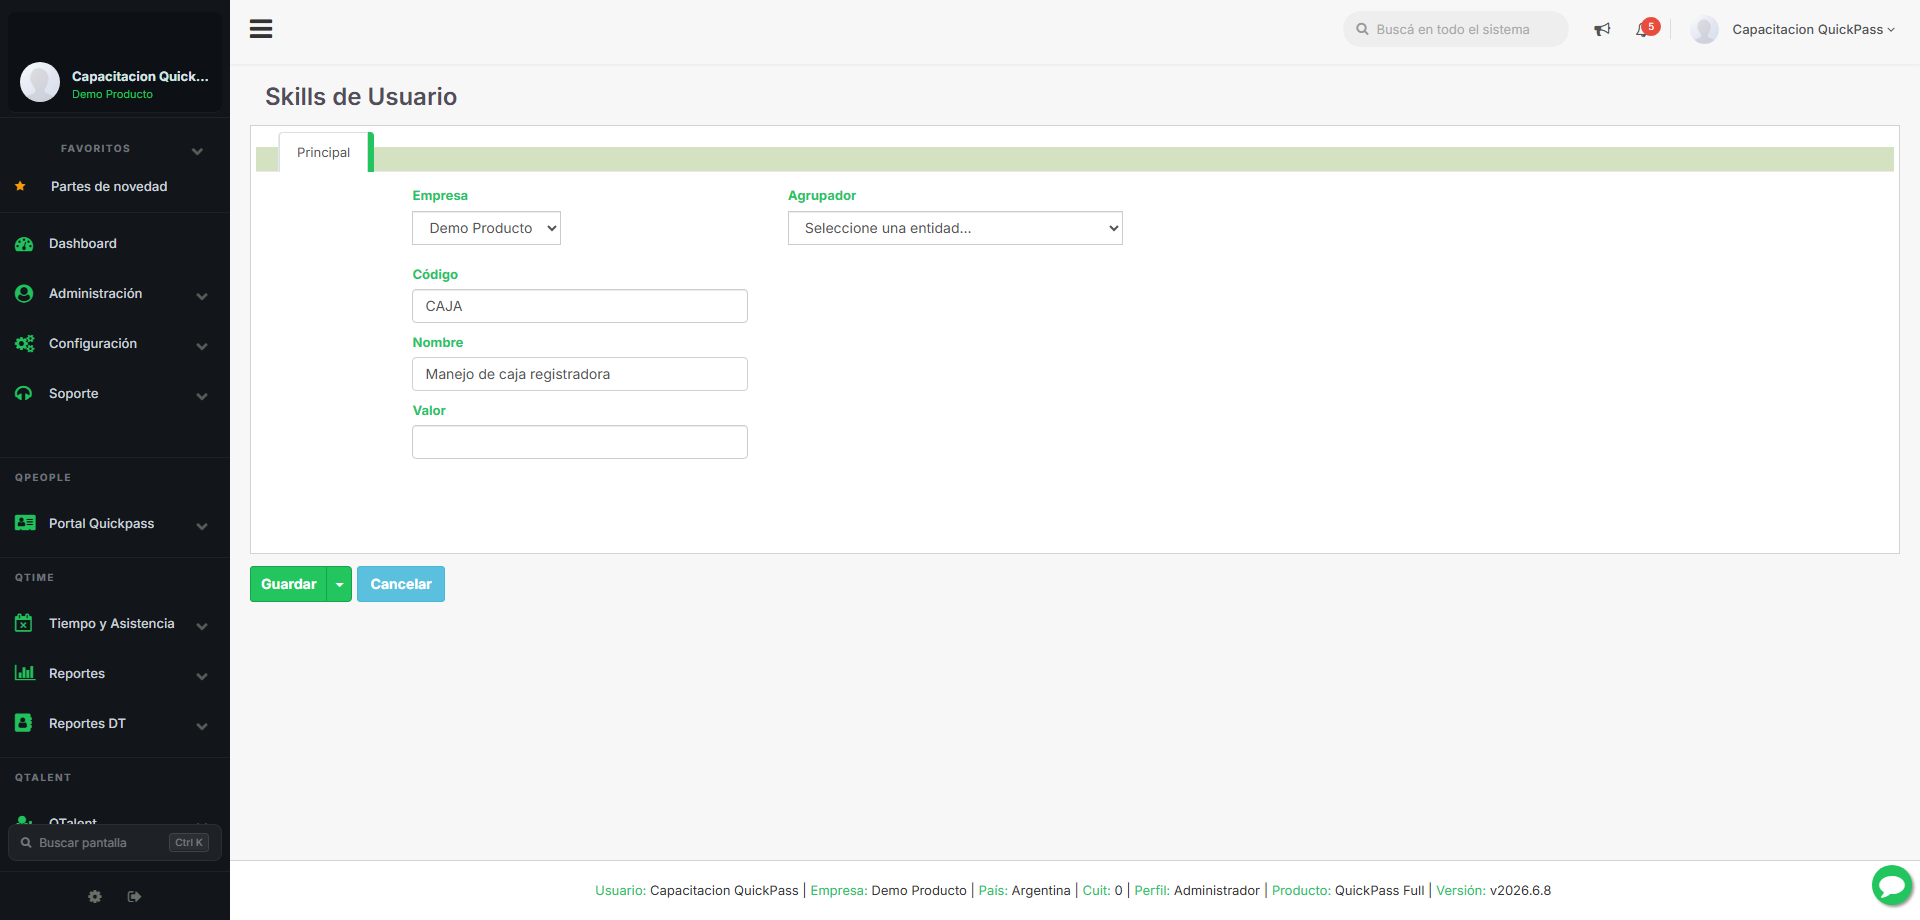 Capacitacion Quick...
Demo Producto
FAVORITOS
Partes de novedad
Dashboard
Administración
Configuración
Soporte
QPEOPLE
Portal Quickpass
QTIME
Tiempo y Asistencia
Reportes
Reportes DT
QTALENT
QTalent
Buscar pantalla
Ctrl K
Buscá en todo el sistema
5
Capacitacion QuickPass
Skills de Usuario
Principal
Empresa
Agrupador
Demo Producto
Seleccione una entidad...
Código
CAJA
Nombre
Manejo de caja registradora
Valor
Guardar
Cancelar
Usuario: Capacitacion QuickPass | Empresa: Demo Producto | País: Argentina | Cuit: 0 | Perfil: Administrador | Producto: QuickPass Full | Versión: v2026.6.8